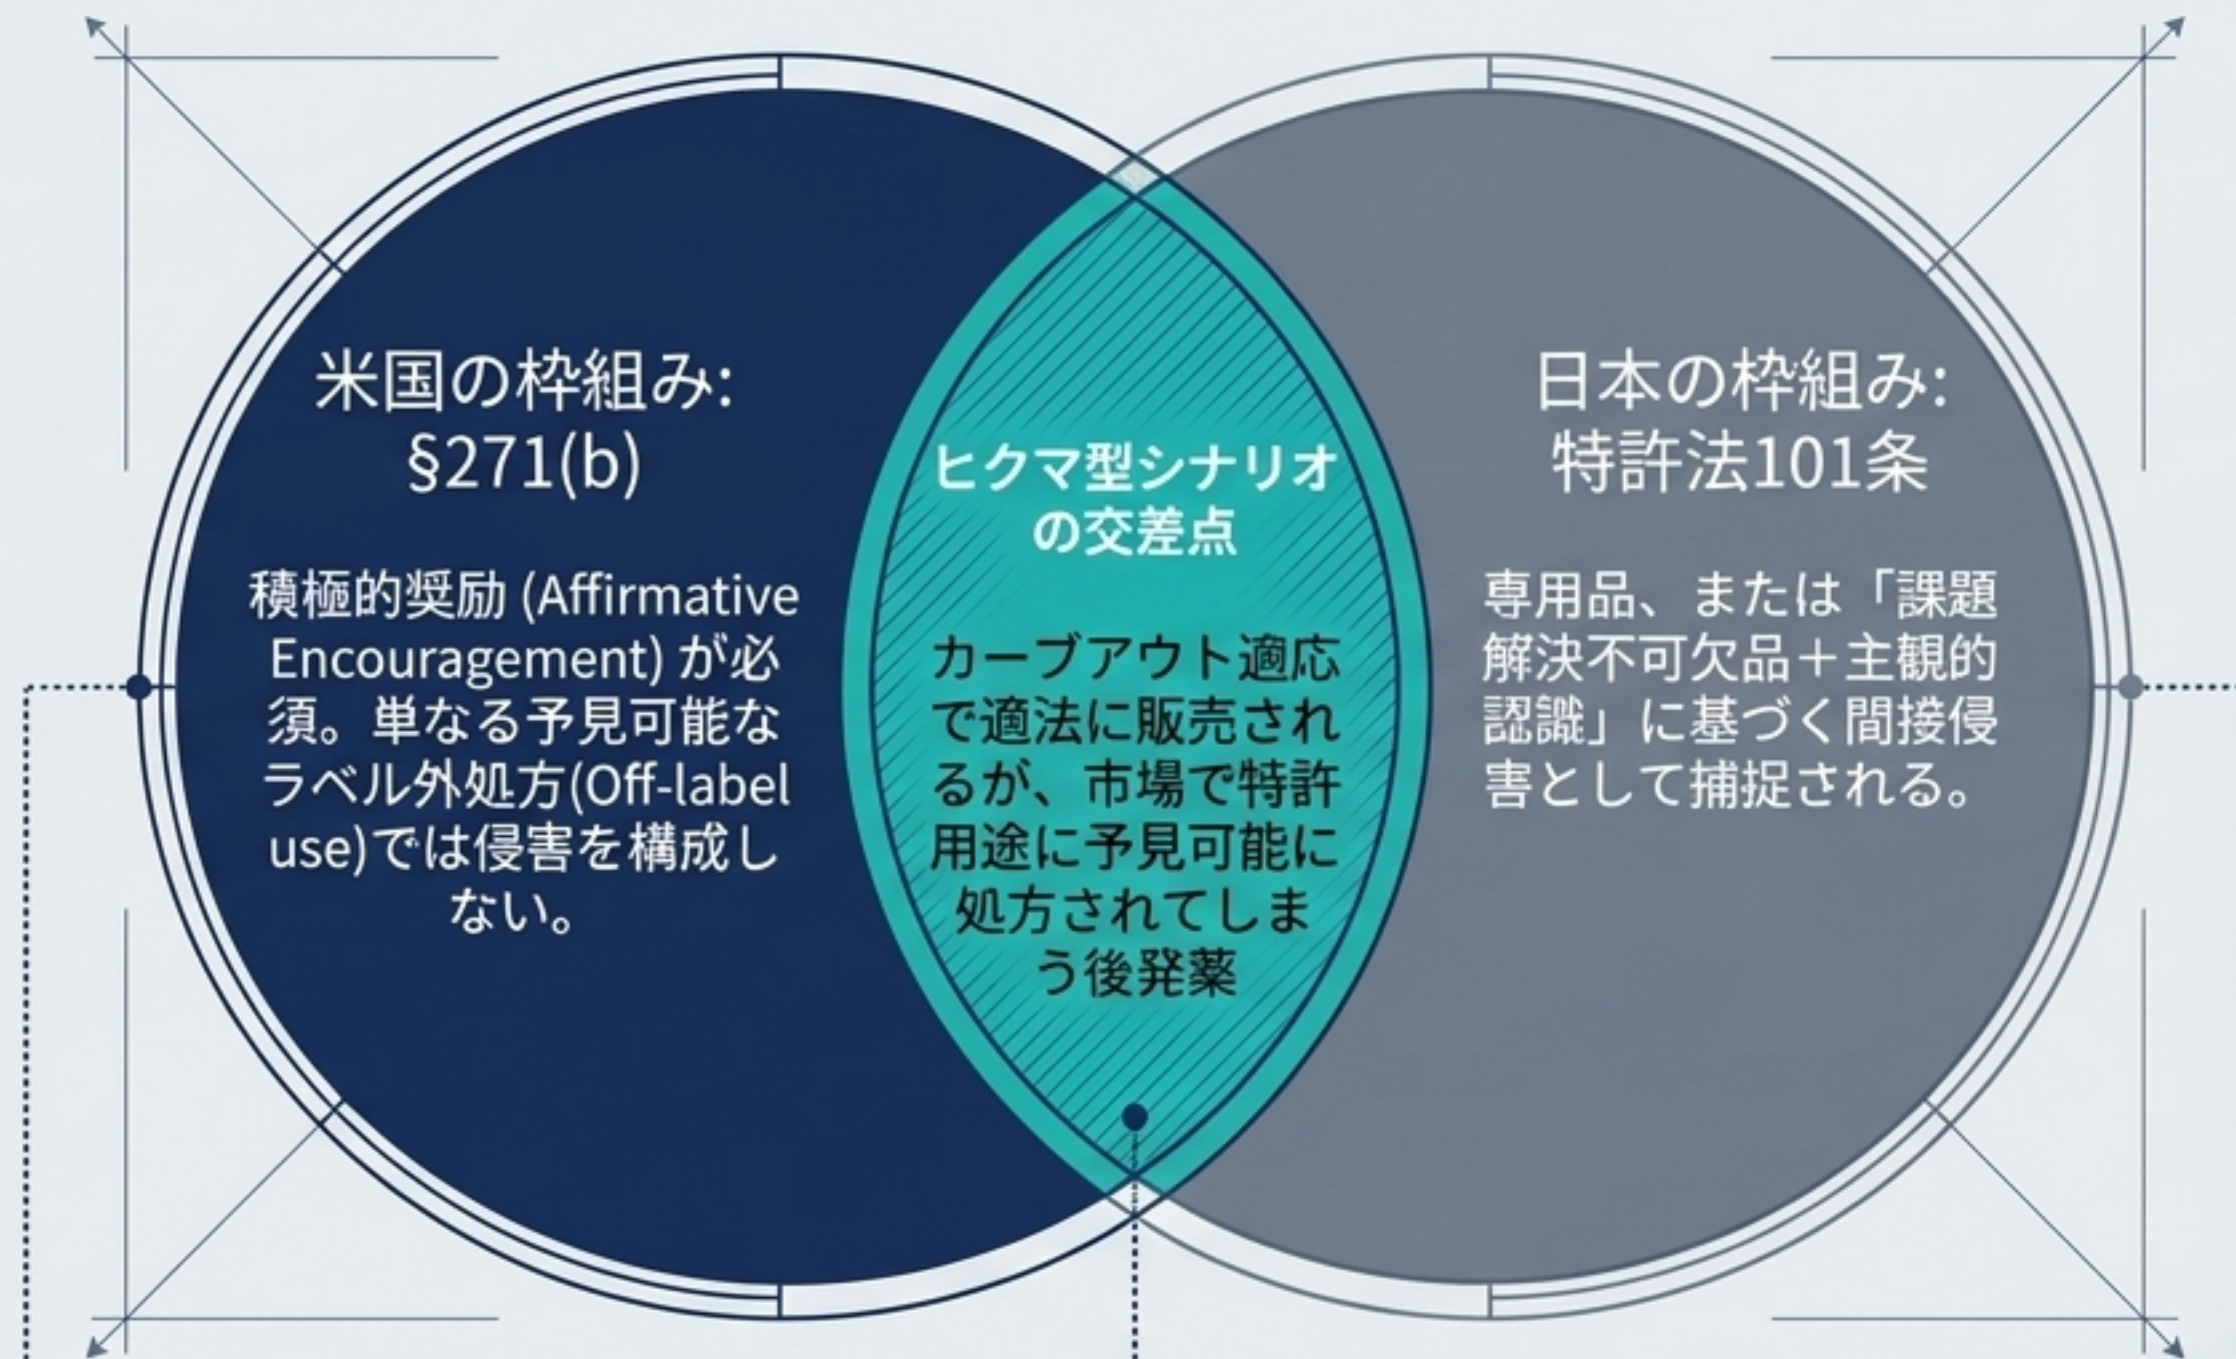 米国の枠組み:
§271(b)
積極的奨励 (Affirmative
Encouragement) が必
須。単なる予見可能な
ラベル外処方(Off-label
use)では侵害を構成し
ない。
ヒクマ型シナリオ
の交差点
カーブアウト適応
で適法に販売され
るが、市場で特許
用途に予見可能に
処方されてしま
う後発薬
日本の枠組み:
特許法101条
専用品、または「課題
解決不可欠品＋主観的
認識」に基づく間接侵
害として捕捉される。